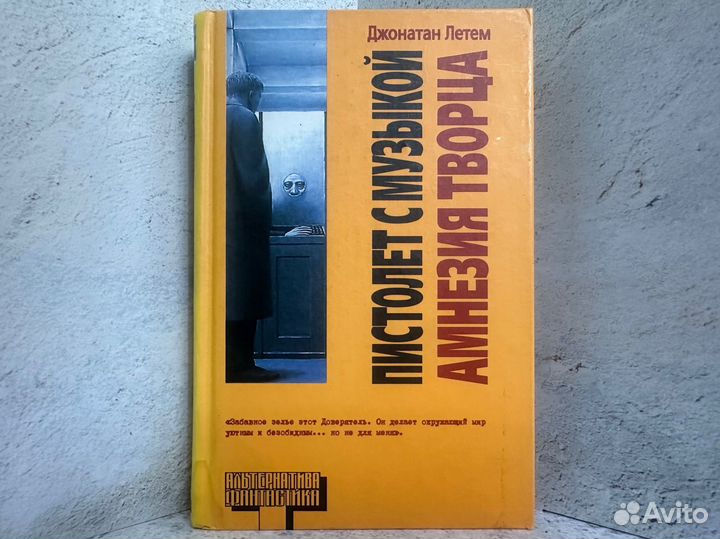 Джонатан Летем
ПИСТОЛЕТ С МУЗЫКОЙ
АМНЕЗИЯ ТВОРЦА
«Забавное зелье этот Доверятель. Он делает окружающий мир
уютным и безобидным... но не для меня».
АЛЬТЕРНАТИВА
ФАНТАСТИКА
Avito